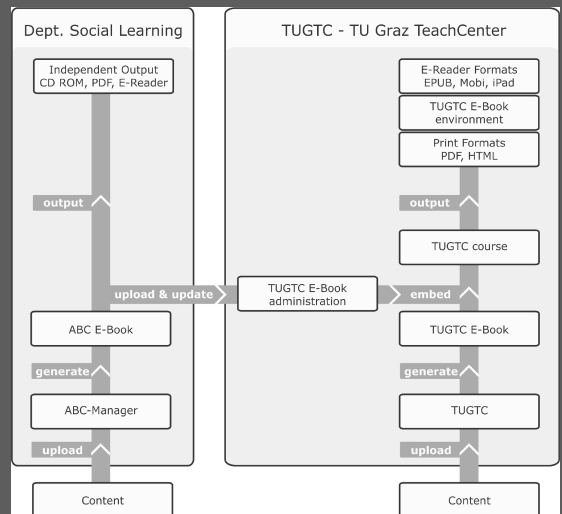 Dept. Social Learning
Independent Output
CD ROM, PDF, E-Reader
output
upload & update
ABC E-Book
generate
ABC-Manager
upload
Content
TUGTC - TU Graz TeachCenter
E-Reader Formats
EPUB, Mobi, iPad
TUGTC E-Book
environment
Print Formats
PDF, HTML
output
TUGTC course
TUGTC E-Book
administration
embed
TUGTC E-Book
generate
TUGTC
upload
Content